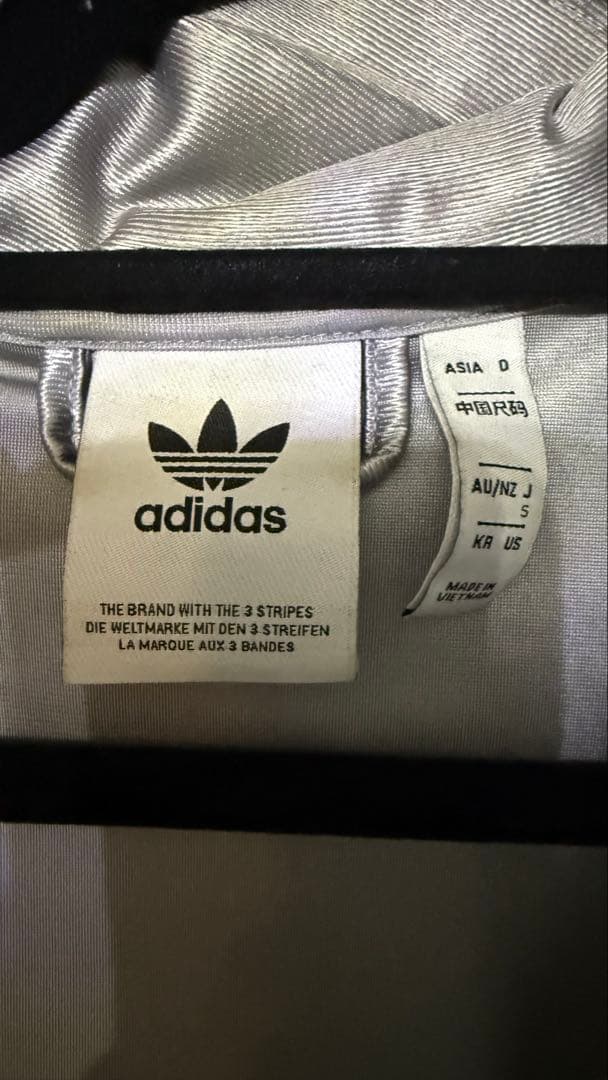 adidas
THE BRAND WITH THE 3 STRIPES
DIE WELTMARKE MIT DEN 3 STREIFEN
LA MARQUE AUX 3 BANDES
ASIA D
中国尺码
AU/NZ J
S
KR US
MADE IN
VIETNAM